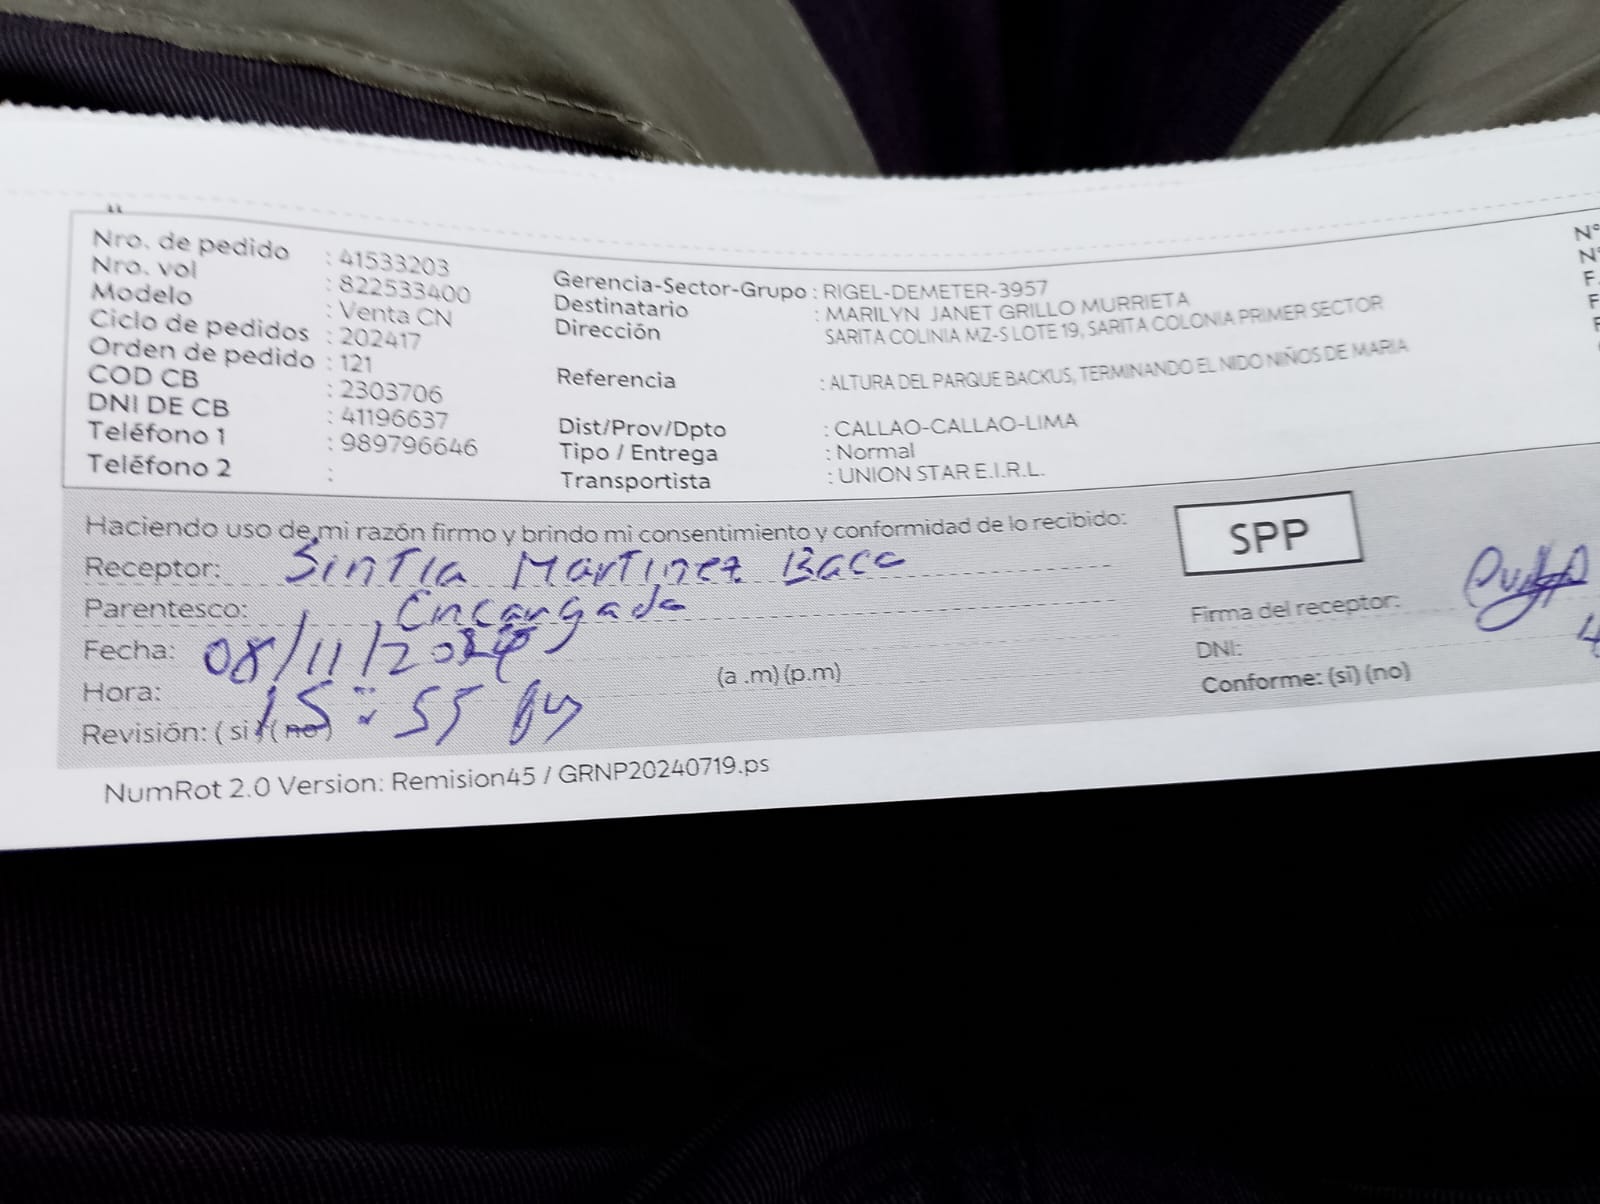 Nro. de pedido : 41533203
Nro. vol : 822533400
Modelo : Venta CN
Ciclo de pedidos : 202417
Orden de pedido : 121
COD CB : 2303706
DNI DE CB : 41196637
Teléfono 1 : 989796646
Teléfono 2 :
Gerencia-Sector-Grupo : RIGEL-DEMETER-3957
Destinatario : MARILYN JANET GRILLO MURRIETA
Dirección SARITA COLINIA MZ-S LOTE 19, SARITA COLONIA PRIMER SECTOR
Referencia : ALTURA DEL PARQUE BACKUS, TERMINANDO EL NIDO NIÑOS DE MARIA
Dist/Prov/Dpto : CALLAO-CALLAO-LIMA
Tipo / Entrega : Normal
Transportista : UNION STAR E.I.R.L.
N°
N°
F.
F
Haciendo uso de mi razón firmo y brindo mi consentimiento y conformidad de lo recibido:
Receptor: Sintia Martinez Baca
Parentesco: Encargada
Fecha: 08/11/2024
Hora: 15:55 (a .m) (p.m)
Revisión: ( si ) ( no )
SPP
Firma del receptor:
DNI: 4
Conforme: (si) (no)
NumRot 2.0 Version: Remision45 / GRNP20240719.ps